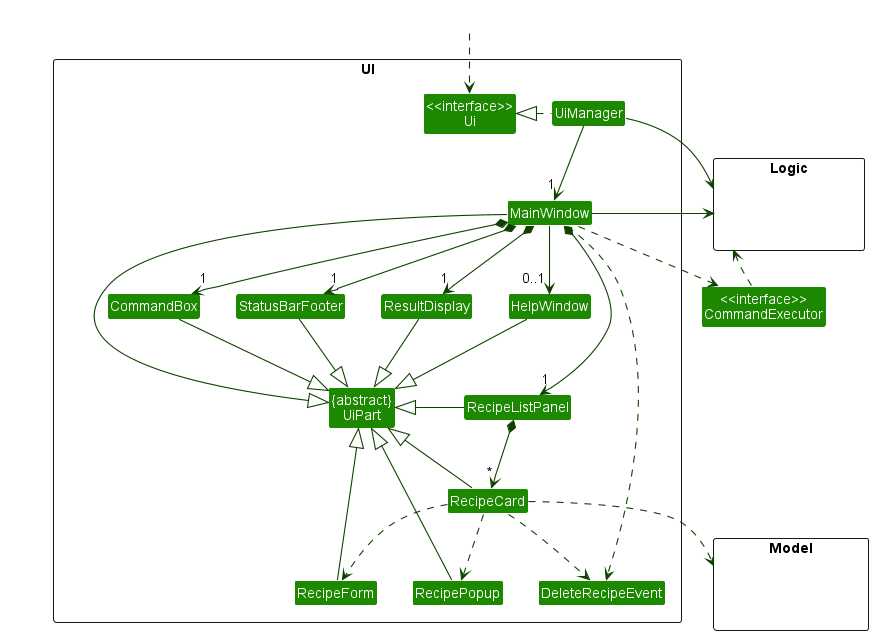 UI
<<interface>>
Ui
UiManager
Logic
1
MainWindow
1
1
1
0..1
CommandBox
StatusBarFooter
ResultDisplay
HelpWindow
<<interface>>
CommandExecutor
1
{abstract}
UiPart
RecipeListPanel
*
RecipeCard
Model
RecipeForm
RecipePopup
DeleteRecipeEvent